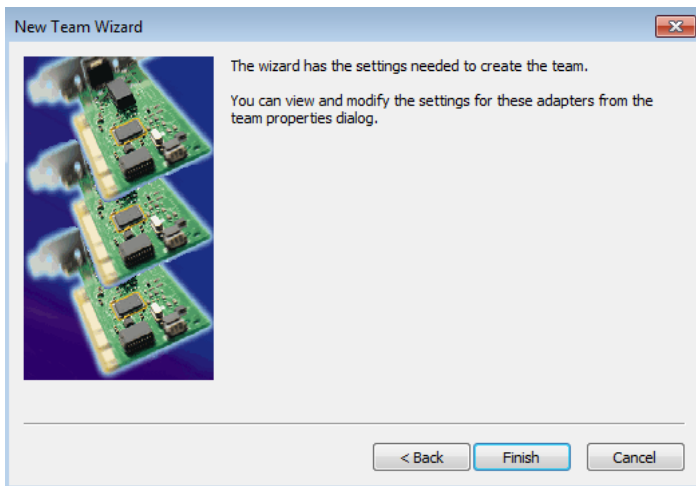 New Team Wizard
The wizard has the settings needed to create the team.
You can view and modify the settings for these adapters from the
team properties dialog.
< Back
Finish
Cancel